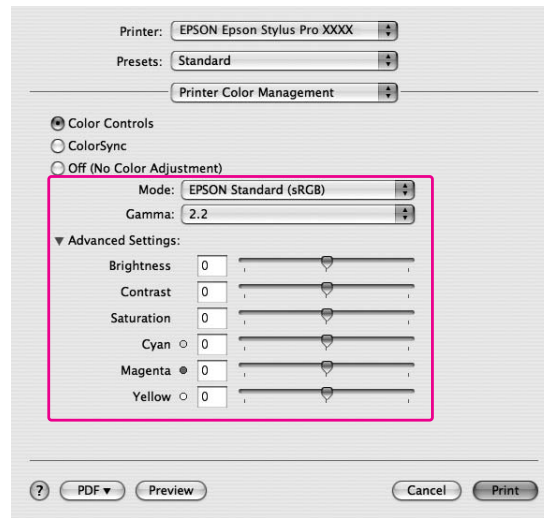 Printer: EPSON Epson Stylus Pro XXXX
Presets: Standard
Printer Color Management
Color Controls
ColorSync
Off (No Color Adjustment)
Mode: EPSON Standard (sRGB)
Gamma: 2.2
Advanced Settings:
Brightness 0
Contrast 0
Saturation 0
Cyan 0
Magenta 0
Yellow 0
? PDF Preview Cancel Print